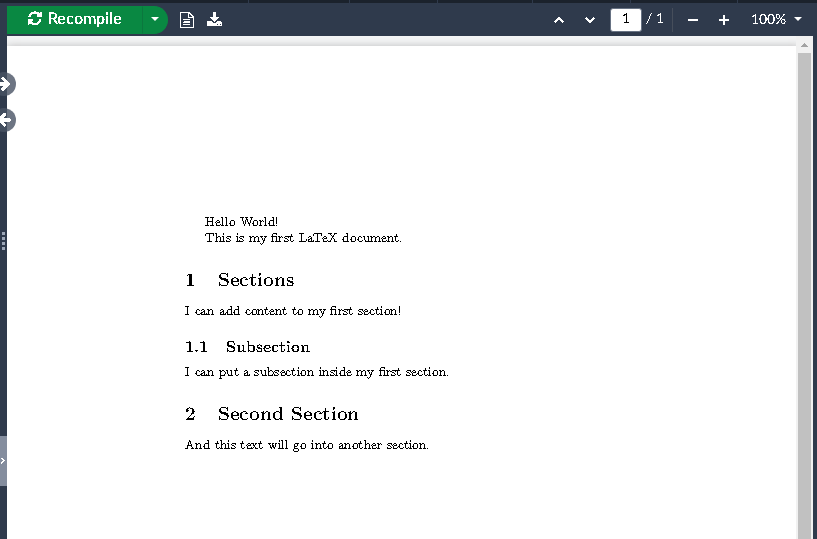 Recompile
1 / 1
100%
Hello World!
This is my first LaTeX document.
1 Sections
I can add content to my first section!
1.1 Subsection
I can put a subsection inside my first section.
2 Second Section
And this text will go into another section.